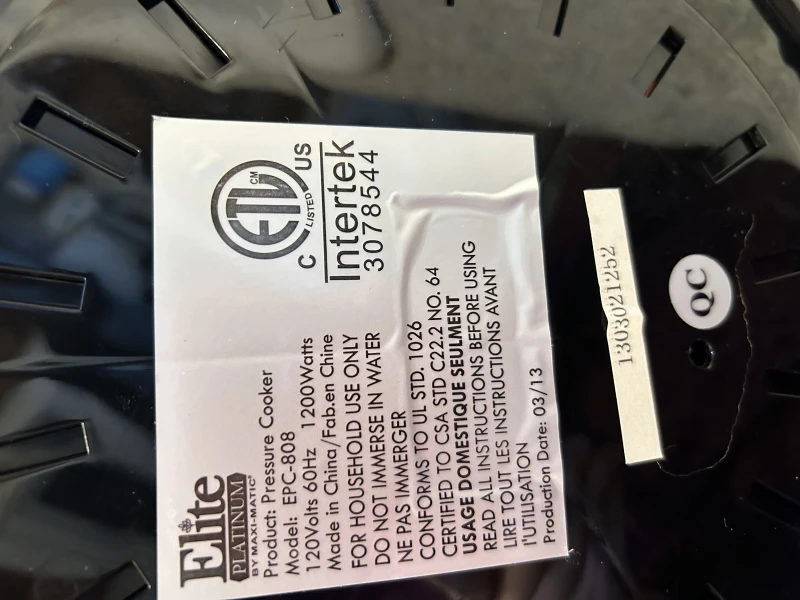 Elite
PLATINUM
BY MAXI-MATIC
Product: Pressure Cooker
Model: EPC-808
120Volts 60Hz 1200Watts
Made in China/Fab.en Chine
FOR HOUSEHOLD USE ONLY
DO NOT IMMERSE IN WATER
NE PAS IMMERGER
CONFORMS TO UL STD. 1026
CERTIFIED TO CSA STD C22.2 NO. 64
USAGE DOMESTIQUE SEULMENT
READ ALL INSTRUCTIONS BEFORE USING
LIRE TOUT LES INSTRUCTIONS AVANT
l'UTILISATION
Production Date: 03/13
ETL CM
LISTED
C US
Intertek
3078544
1303021252
QC